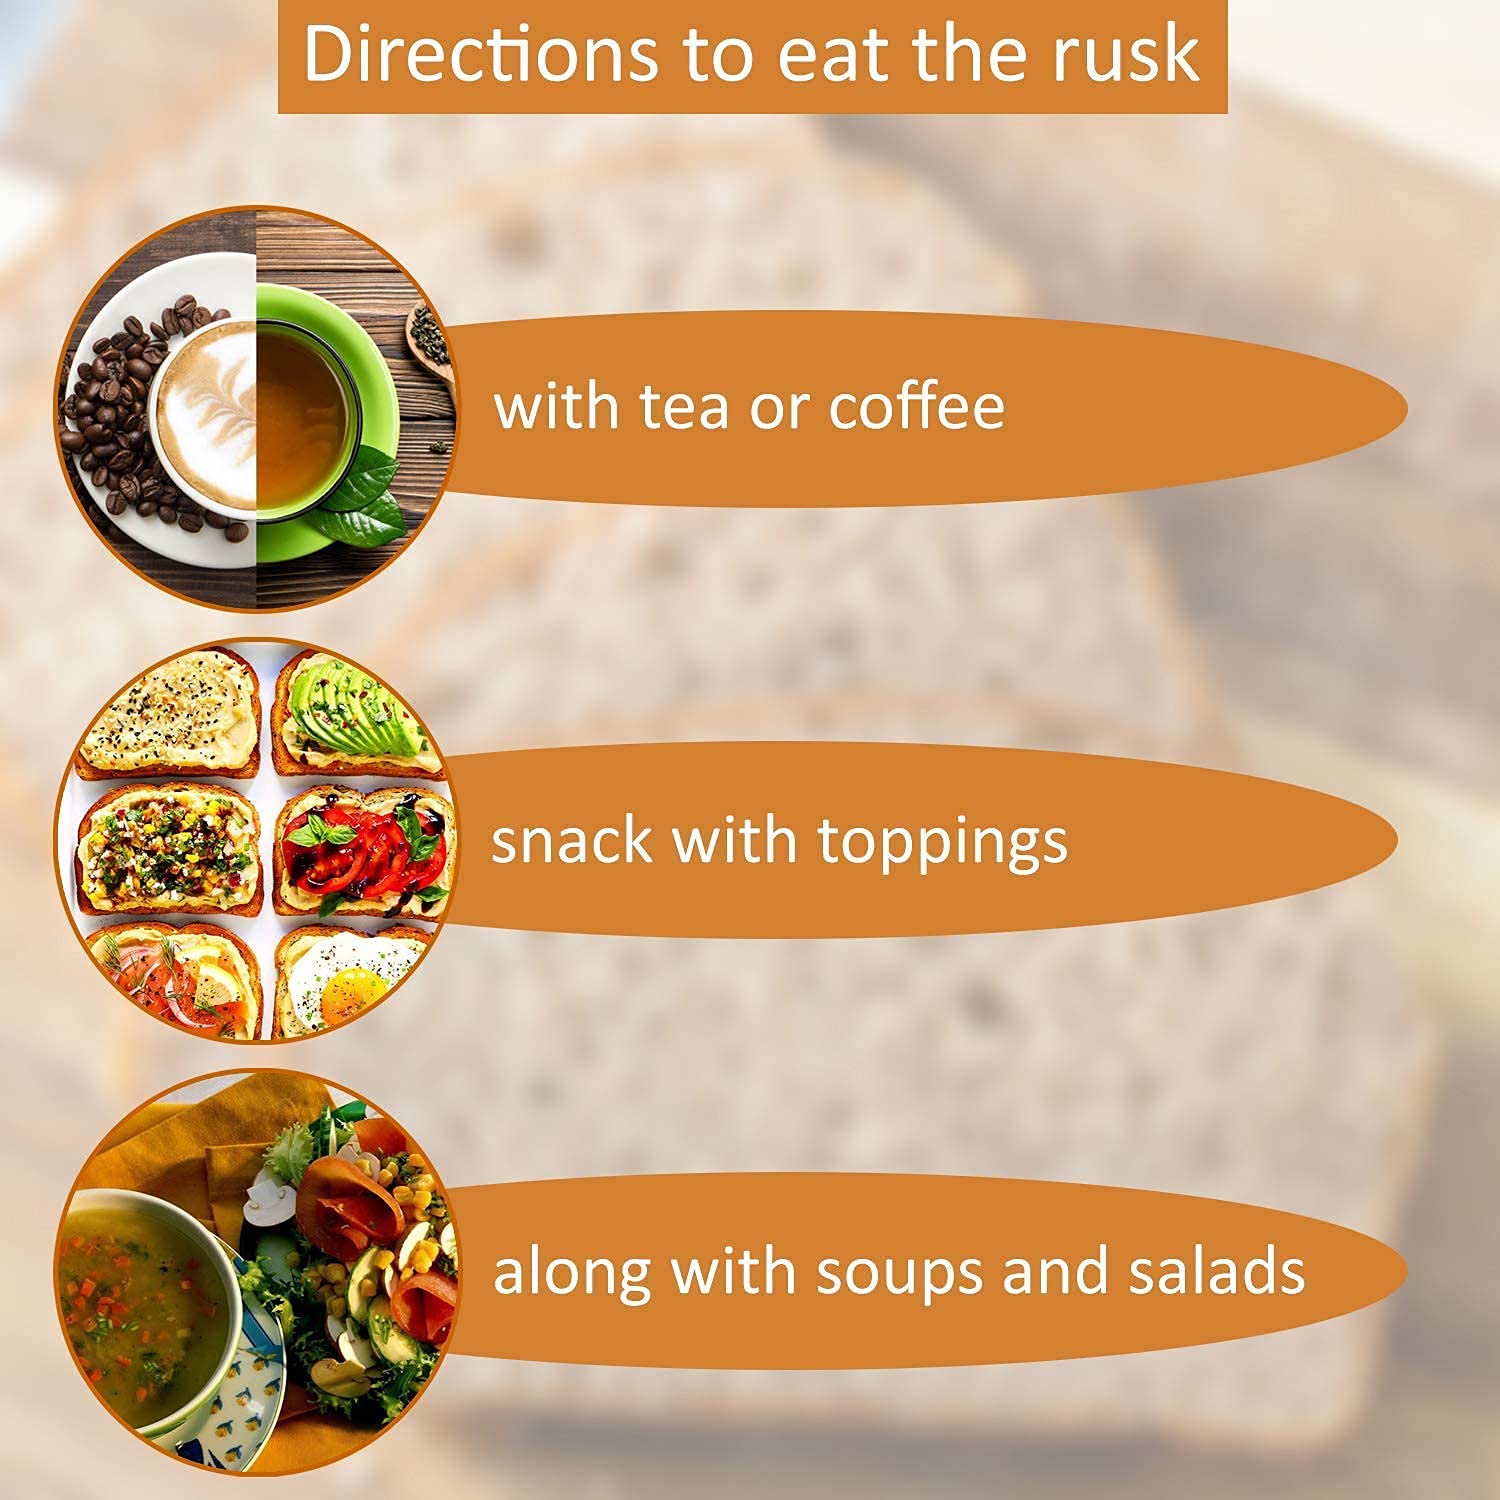 Directions to eat the rusk
with tea or coffee
snack with toppings
along with soups and salads